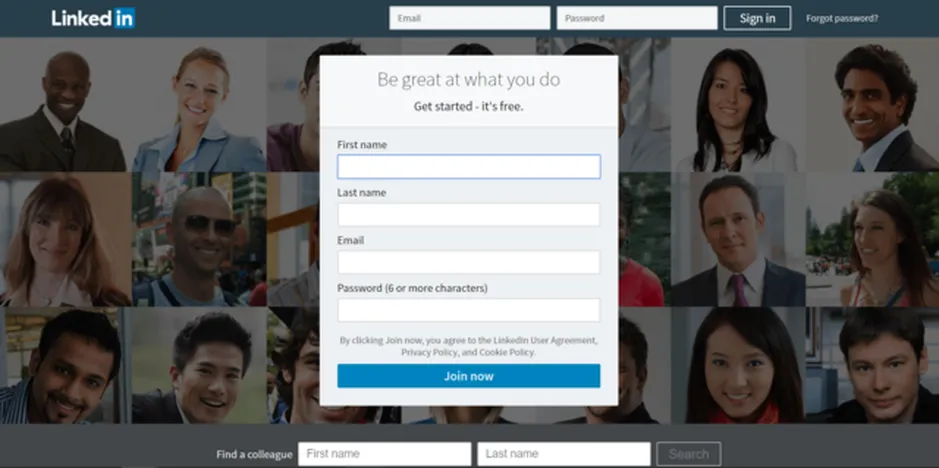 Linked in
Email
Password
Sign in
Forgot password?
Be great at what you do
Get started - it's free.
First name
Last name
Email
Password (6 or more characters)
By clicking Join now, you agree to the LinkedIn User Agreement,
Privacy Policy, and Cookie Policy.
Join now
Find a colleague
First name
Last name
Search